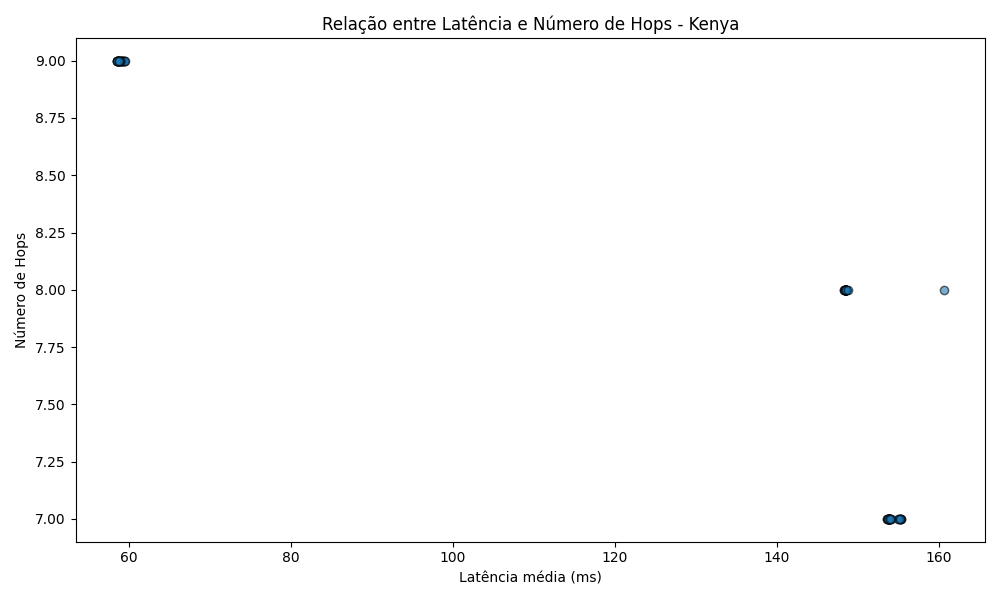 Relação entre Latência e Número de Hops - Kenya
Número de Hops
9.00
8.75
8.50
8.25
8.00
7.75
7.50
7.25
7.00
60 80 100 120 140 160
Latência média (ms)